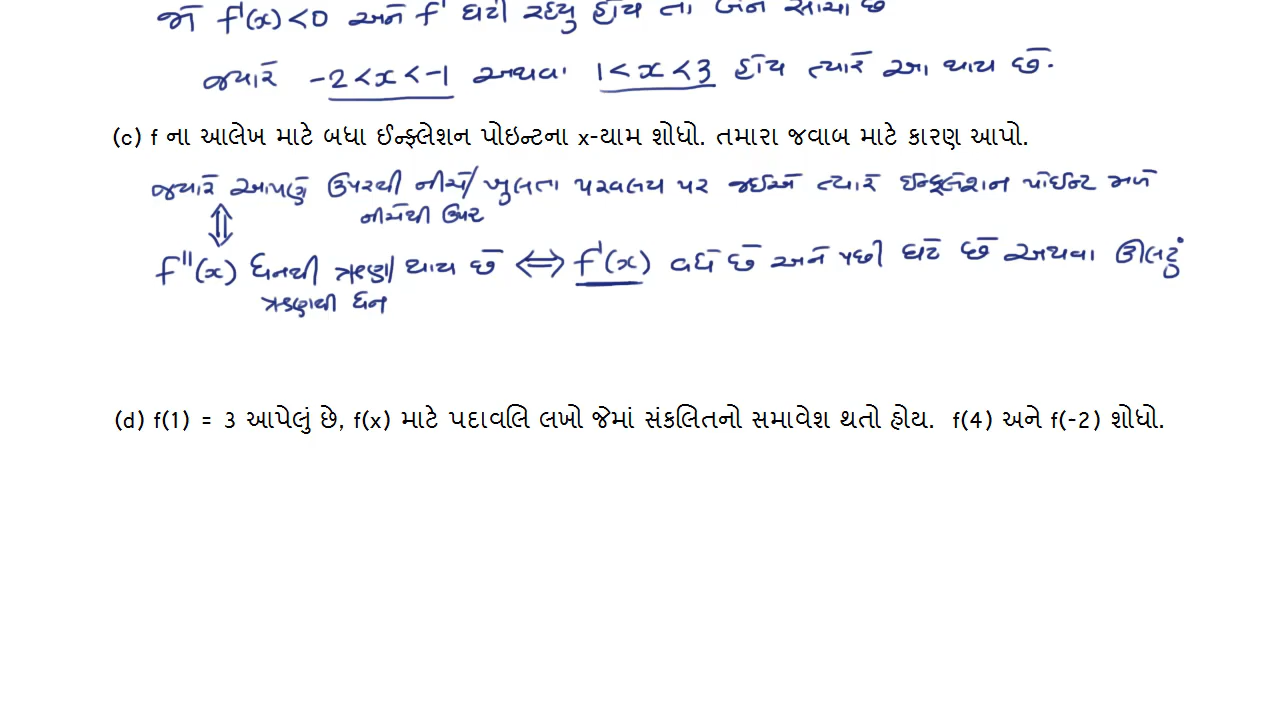 જો f'(x) < 0 અને f' ઘટી રહ્યુ હોય તો બંને સાચા છે
જ્યારે -2 < x < -1 અથવા 1 < x < 3 હોય ત્યારે આ થાય છે.
(c) f ના આલેખ માટે બધા ઈન્ફ્લેશન પોઇન્ટના x-યામ શોધો. તમારા જવાબ માટે કારણ આપો.
જ્યારે આપણે ઉપરથી નીચે/ ખુલતા પરવલય પર જઈએ ત્યારે ઈન્ફ્લેશન પોઈન્ટ મળે
નીચેથી ઉપર
f''(x) ધનથી ઋણ/ થાય છે ⇔ f'(x) વધે છે અને પછી ઘટે છે અથવા ઊલટું
ઋણથી ધન
(d) f(1) = 3 આપેલું છે, f(x) માટે પદાવલિ લખો જેમાં સંકલિતનો સમાવેશ થતો હોય. f(4) અને f(-2) શોધો.